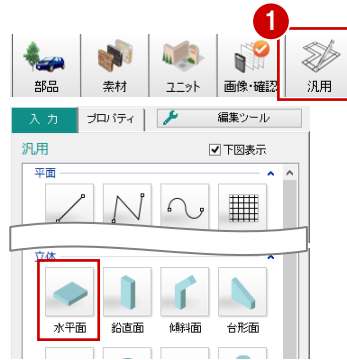 1
部品 素材 ユニット 画像・確認 汎用
入力 プロパティ 編集ツール
汎用 下図表示
平面
立体
水平面 鉛直面 傾斜面 台形面